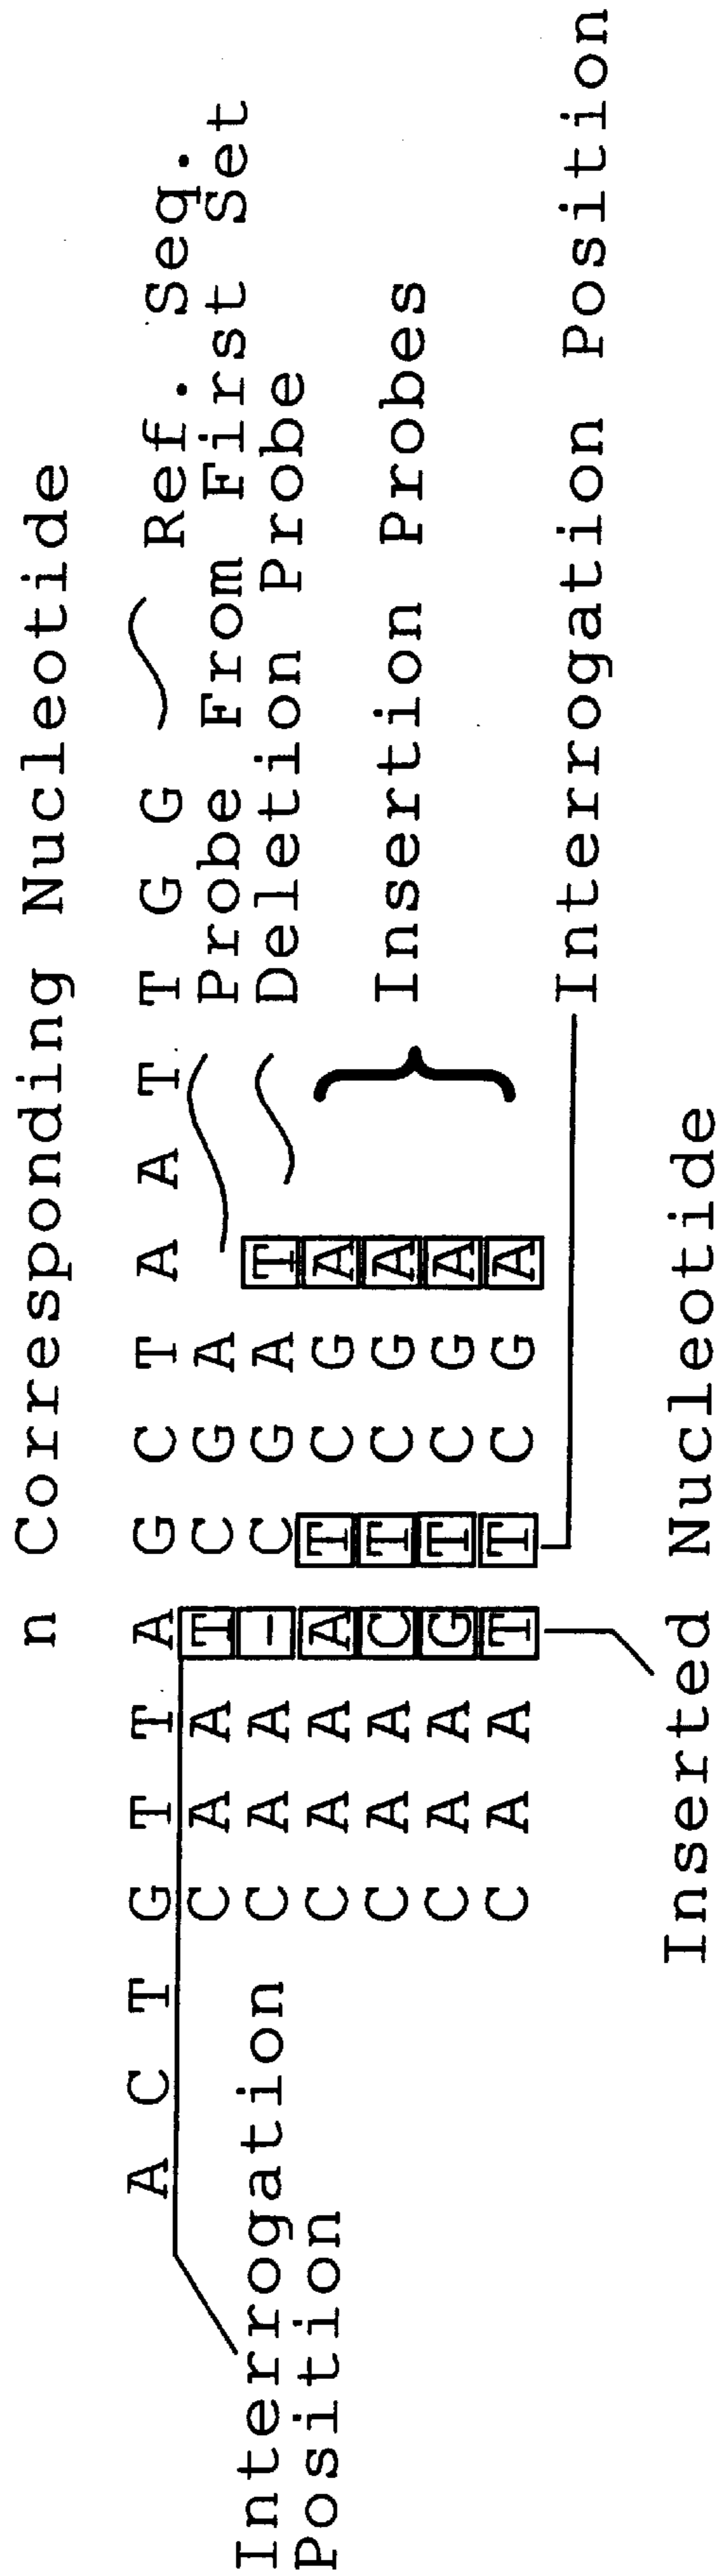 n Corresponding Nucleotide
A C T G T T A G C T A A T T G G Ref. Seq.
C A A T C G A Probe From First Set
Interrogation Position
C A A - C G A T Deletion Probe
C A A A T C G A
C A A C T C G A
Insertion Probes
C A A G T C G A
C A A T T C G A
Interrogation Position
Inserted Nucleotide